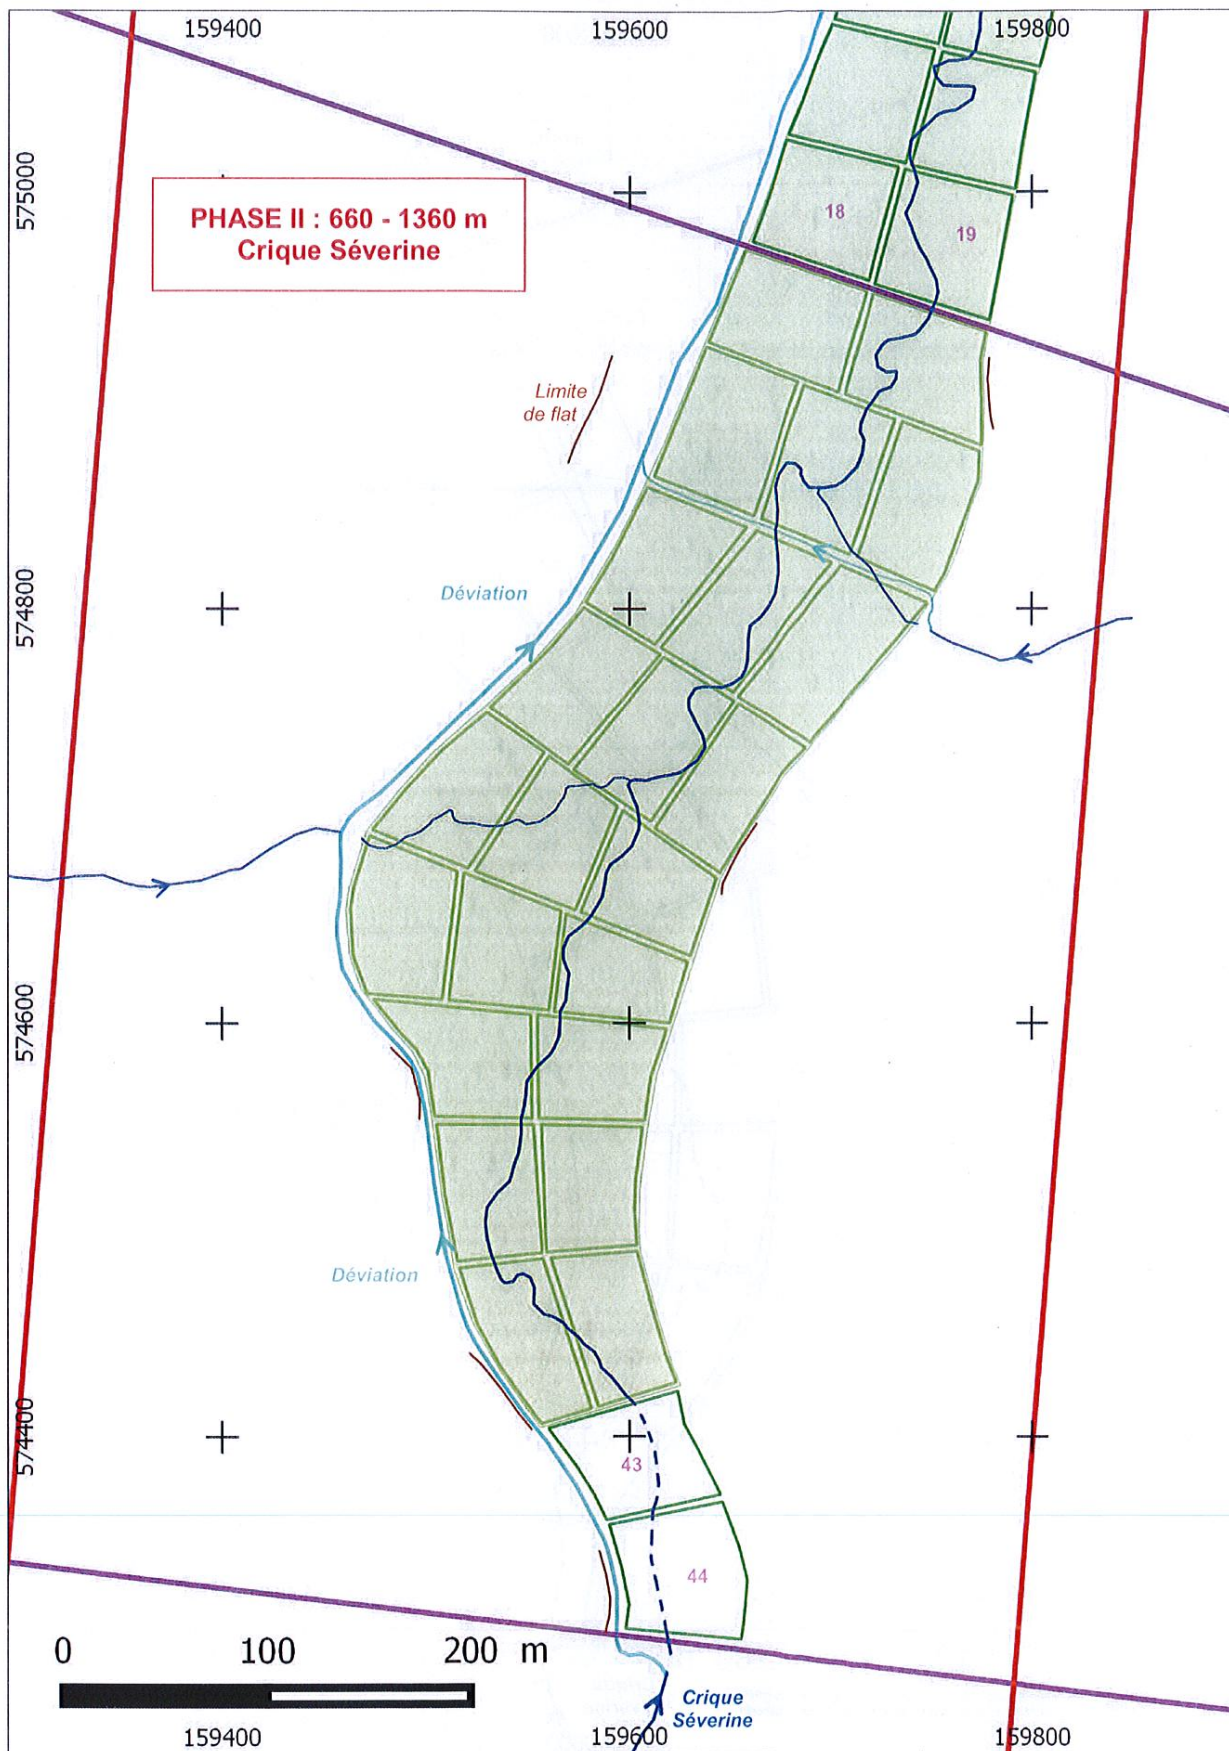 159400
159600
159800
575000
PHASE II : 660 - 1360 m
Crique Séverine
18
19
Limite
de flat
574800
Déviation
574600
Déviation
574400
43
44
0 100 200 m
Crique
Séverine
159400
159600
159800